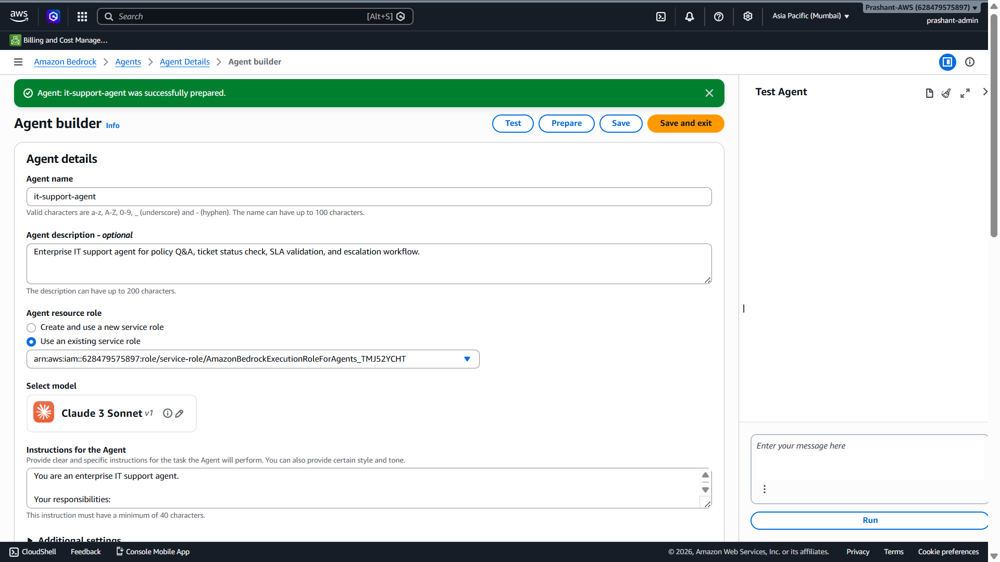 aws
Search
[Alt+S]
Asia Pacific (Mumbai)
Prashant-AWS (628479575897)
prashant-admin
Billing and Cost Manage...
Amazon Bedrock
Agents
Agent Details
Agent builder
Agent: it-support-agent was successfully prepared.
Agent builder Info
Test
Prepare
Save
Save and exit
Agent details
Agent name
it-support-agent
Valid characters are a-z, A-Z, 0-9, _ (underscore) and - (hyphen). The name can have up to 100 characters.
Agent description - optional
Enterprise IT support agent for policy Q&A, ticket status check, SLA validation, and escalation workflow.
The description can have up to 200 characters.
Agent resource role
Create and use a new service role
Use an existing service role
arn:aws:iam::628479575897:role/service-role/AmazonBedrockExecutionRoleForAgents_TMJ52YCHT
Select model
Claude 3 Sonnet v1
Instructions for the Agent
Provide clear and specific instructions for the task the Agent will perform. You can also provide certain style and tone.
You are an enterprise IT support agent.
Your responsibilities:
This instruction must have a minimum of 40 characters.
Additional settings
Test Agent
Enter your message here
Run
CloudShell
Feedback
Console Mobile App
© 2026, Amazon Web Services, Inc. or its affiliates.
Privacy
Terms
Cookie preferences